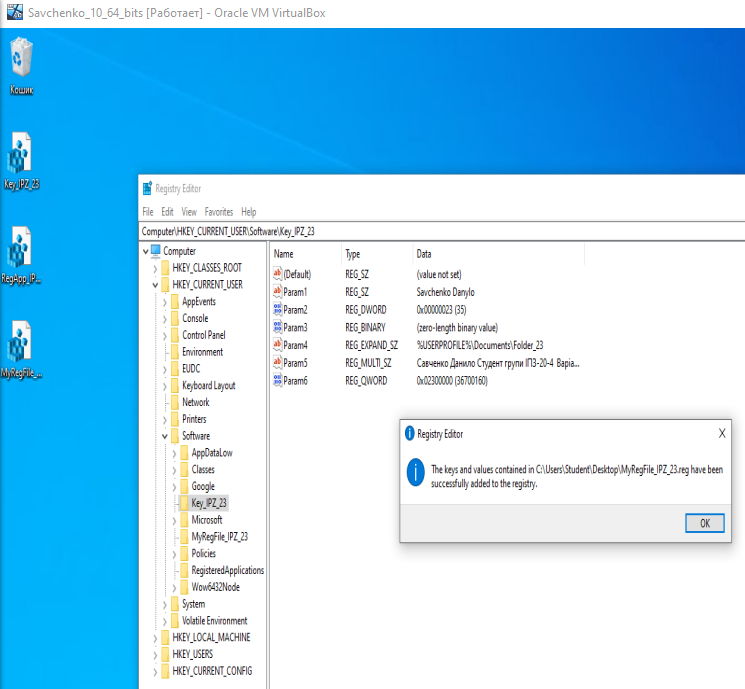 Savchenko_10_64_bits [Работает] - Oracle VM VirtualBox
Кошик
Key_IPZ_23
RegApp_IP...
MyRegFile_...
Registry Editor
File Edit View Favorites Help
Computer\HKEY_CURRENT_USER\Software\Key_IPZ_23
Computer
HKEY_CLASSES_ROOT
HKEY_CURRENT_USER
AppEvents
Console
Control Panel
Environment
EUDC
Keyboard Layout
Network
Printers
Software
AppDataLow
Classes
Google
Key_IPZ_23
Microsoft
MyRegFile_IPZ_23
Policies
RegisteredApplications
Wow6432Node
System
Volatile Environment
HKEY_LOCAL_MACHINE
HKEY_USERS
HKEY_CURRENT_CONFIG
Name Type Data
(Default) REG_SZ (value not set)
Param1 REG_SZ Savchenko Danylo
Param2 REG_DWORD 0x00000023 (35)
Param3 REG_BINARY (zero-length binary value)
Param4 REG_EXPAND_SZ %USERPROFILE%\Documents\Folder_23
Param5 REG_MULTI_SZ Савченко Данило Студент групи ІПЗ-20-4 Варіа...
Param6 REG_QWORD 0x02300000 (36700160)
Registry Editor
The keys and values contained in C:\Users\Student\Desktop\MyRegFile_IPZ_23.reg have been
successfully added to the registry.
OK